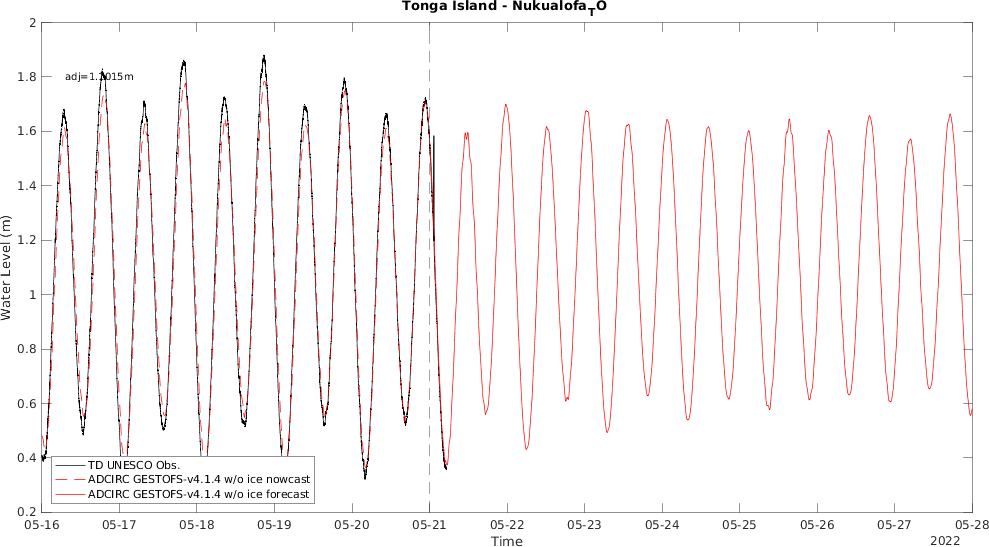 Tonga Island - Nukualofa_TO
adj=1.1015m
Water Level (m)
2
1.8
1.6
1.4
1.2
1
0.8
0.6
0.4
0.2
TD UNESCO Obs.
ADCIRC GESTOFS-v4.1.4 w/o ice nowcast
ADCIRC GESTOFS-v4.1.4 w/o ice forecast
05-16 05-17 05-18 05-19 05-20 05-21 05-22 05-23 05-24 05-25 05-26 05-27 05-28
Time
2022